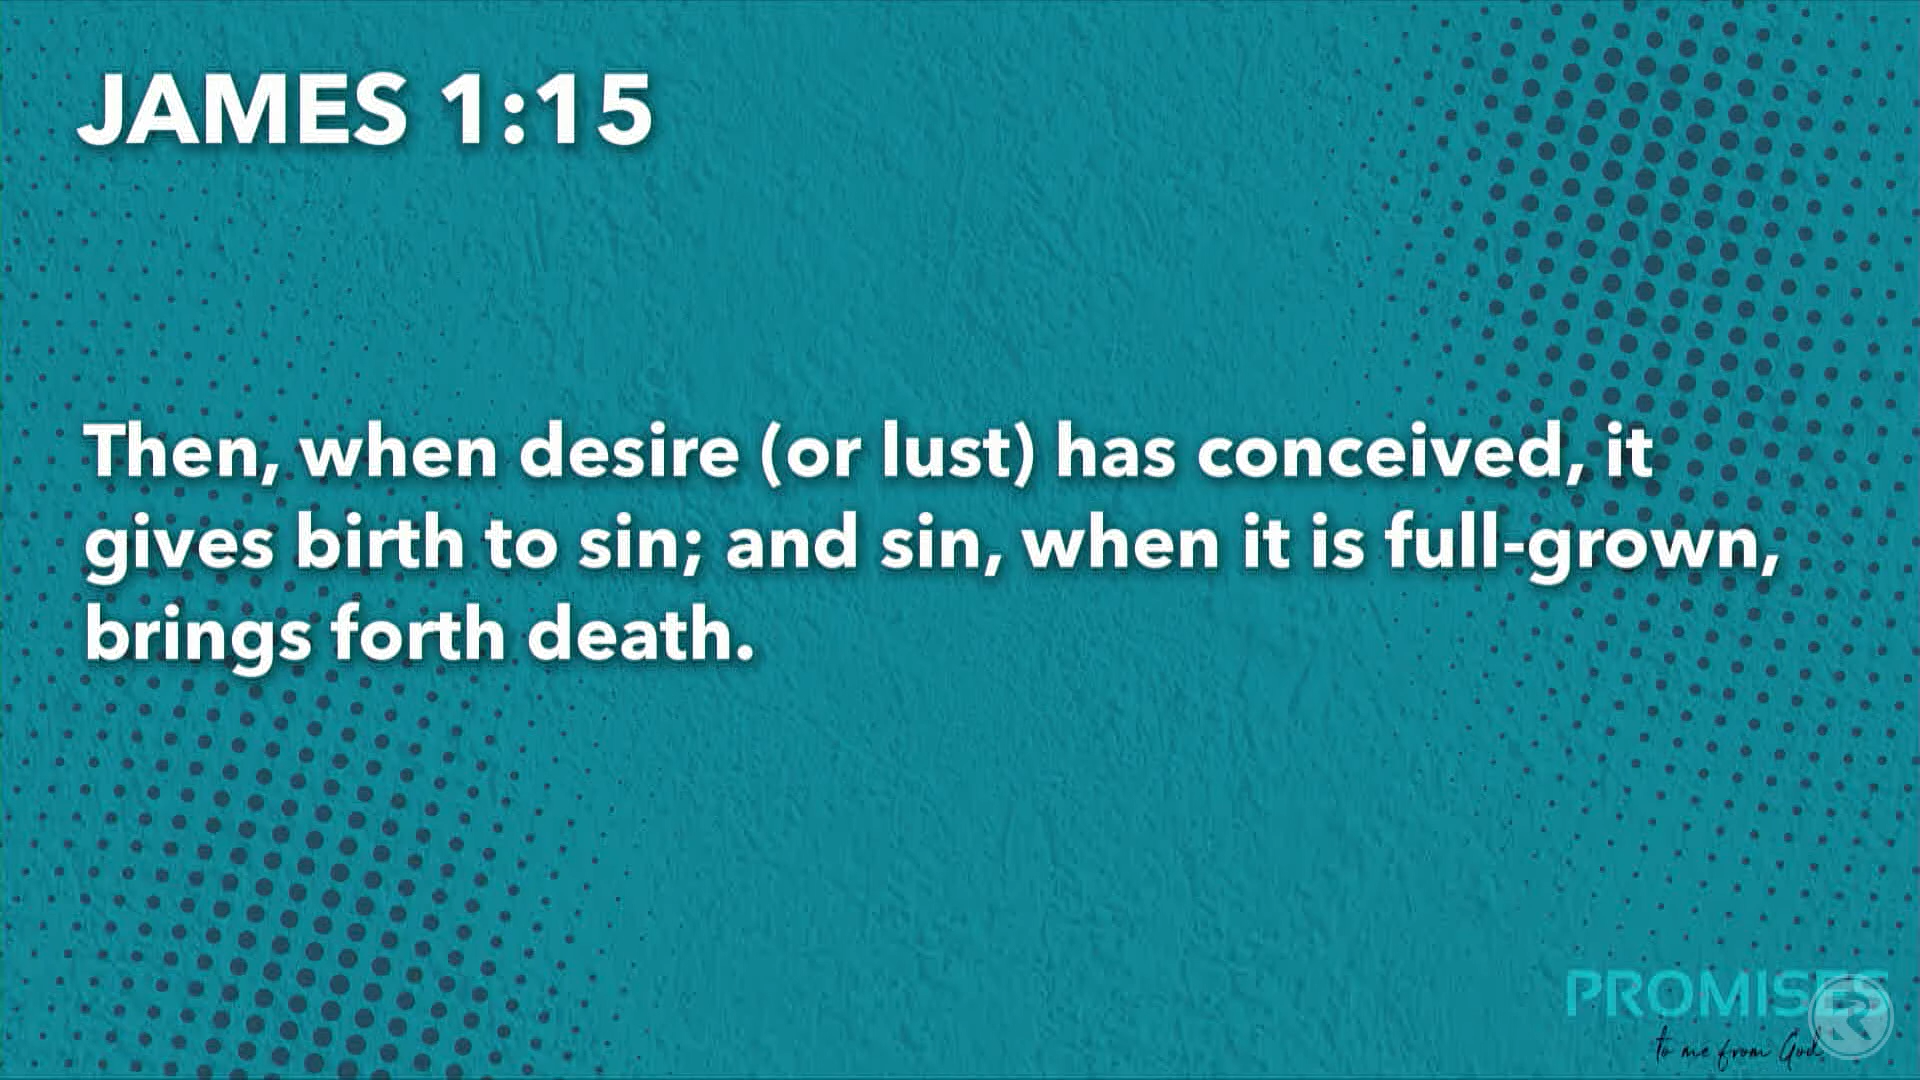 JAMES 1:15
Then, when desire (or lust) has conceived, it
gives birth to sin; and sin, when it is full-grown,
brings forth death.
PROMISES
to me from God
R